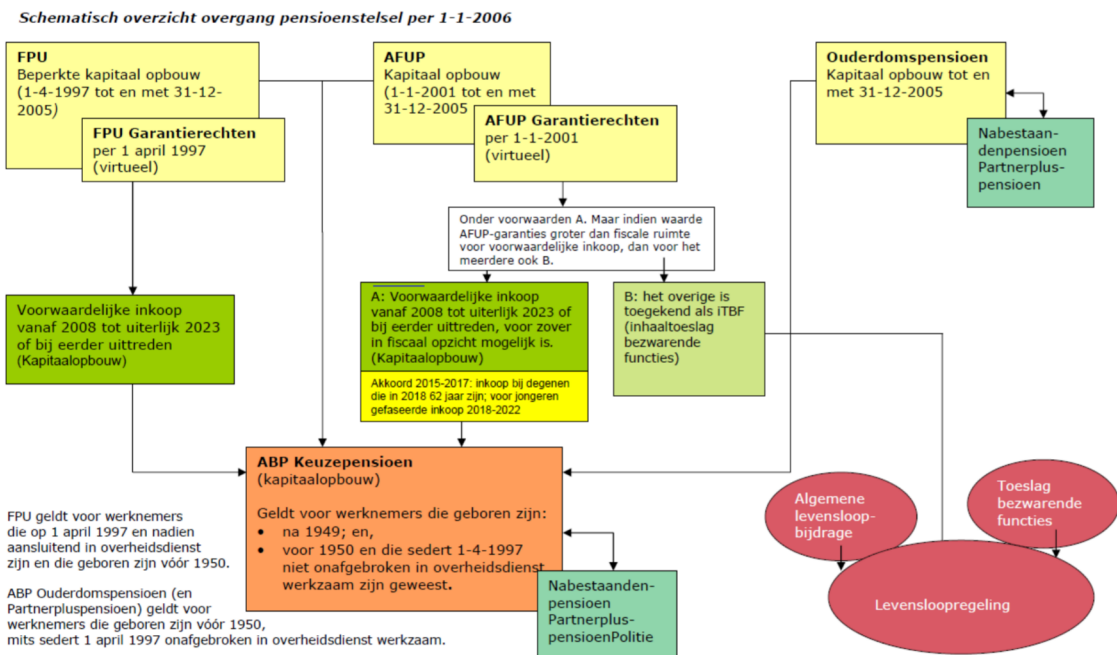 Schematisch overzicht overgang pensioenstelsel per 1-1-2006
FPU
Beperkte kapitaal opbouw
(1-4-1997 tot en met 31-12-
2005)
FPU Garantierechten
per 1 april 1997
(virtueel)
AFUP
Kapitaal opbouw
(1-1-2001 tot en met
31-12-2005
AFUP Garantierechten
per 1-1-2001
(virtueel)
Ouderdomspensioen
Kapitaal opbouw tot en
met 31-12-2005
Nabestaan-
denpensioen
Partnerplus-
pensioen
Onder voorwaarden A. Maar indien waarde
AFUP-garanties groter dan fiscale ruimte
voor voorwaardelijke inkoop, dan voor het
meerdere ook B.
Voorwaardelijke inkoop
vanaf 2008 tot uiterlijk 2023
of bij eerder uittreden
(Kapitaalopbouw)
A: Voorwaardelijke inkoop
vanaf 2008 tot uiterlijk 2023 of
bij eerder uittreden, voor zover
in fiscaal opzicht mogelijk is.
(Kapitaalopbouw)
Akkoord 2015-2017: inkoop bij degenen
die in 2018 62 jaar zijn; voor jongeren
gefaseerde inkoop 2018-2022
B: het overige is
toegekend als iTBF
(inhaaltoeslag
bezwarende
functies)
ABP Keuzepensioen
(kapitaalopbouw)
Geldt voor werknemers die geboren zijn:
• na 1949; en,
• voor 1950 en die sedert 1-4-1997
niet onafgebroken in overheidsdienst
werkzaam zijn geweest.
Nabestaanden-
pensioen
Partnerplus-
pensioenPolitie
Algemene
levensloop-
bijdrage
Toeslag
bezwarende
functies
Levensloopregeling
FPU geldt voor werknemers
die op 1 april 1997 en nadien
aansluitend in overheidsdienst
zijn en die geboren zijn vóór 1950.
ABP Ouderdomspensioen (en
Partnerpluspensioen) geldt voor
werknemers die geboren zijn vóór 1950,
mits sedert 1 april 1997 onafgebroken in overheidsdienst werkzaam.